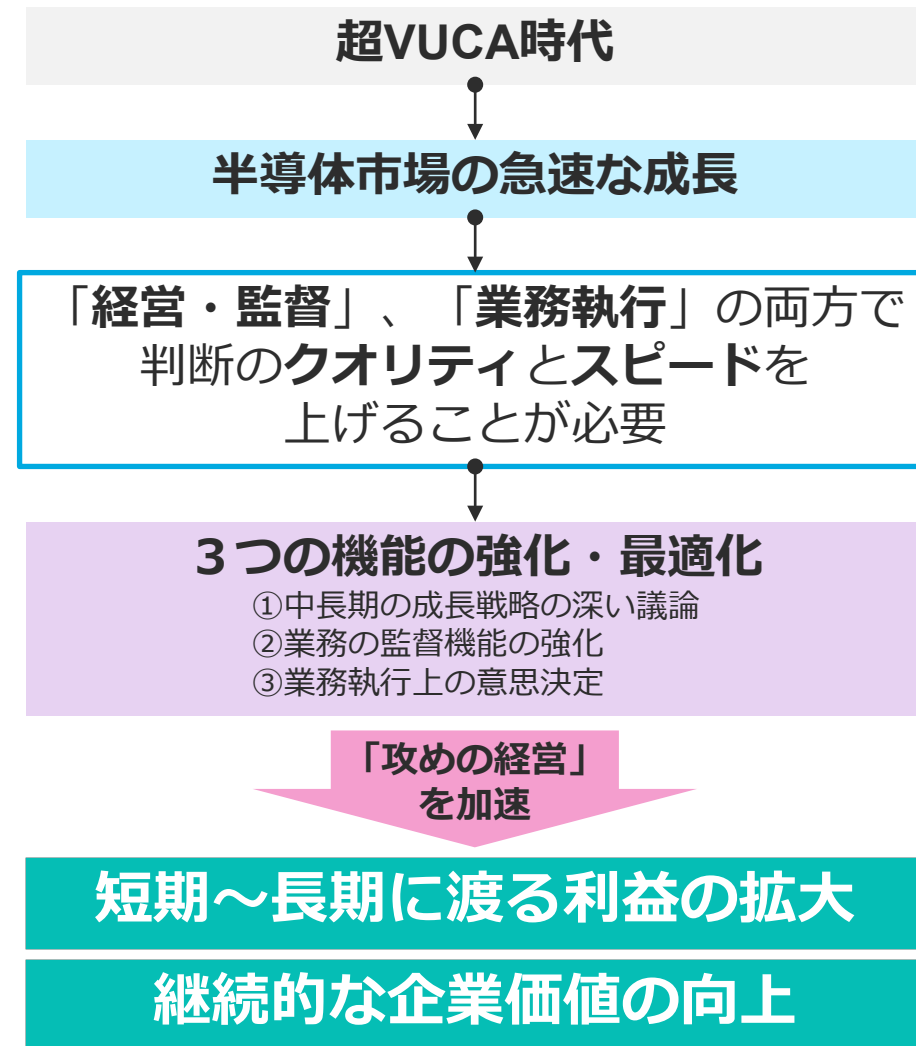 超VUCA時代
半導体市場の急速な成長
「経営・監督」、「業務執行」の両方で
判断のクオリティとスピードを
上げることが必要
３つの機能の強化・最適化
①中長期の成長戦略の深い議論
②業務の監督機能の強化
③業務執行上の意思決定
「攻めの経営」
を加速
短期～長期に渡る利益の拡大
継続的な企業価値の向上